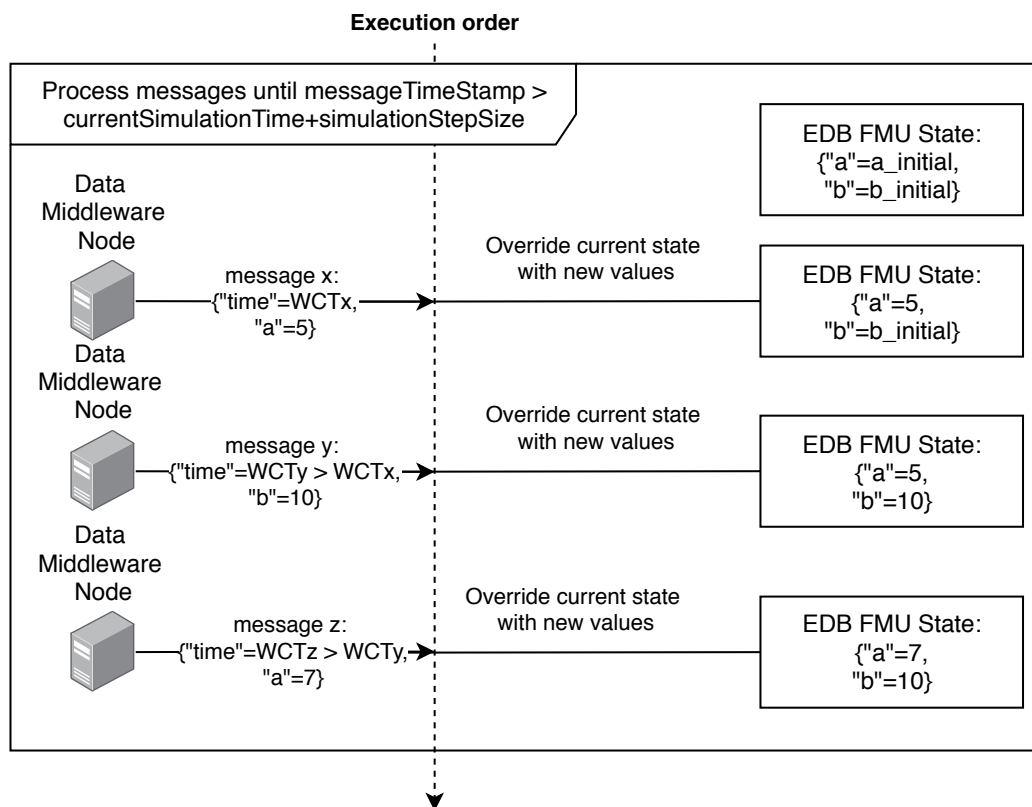 Execution order
Process messages until messageTimeStamp >
currentSimulationTime+simulationStepSize
EDB FMU State:
{"a"=a_initial,
"b"=b_initial}
Data
Middleware
Node
message x:
{"time"=WCTx,
"a"=5}
Override current state
with new values
EDB FMU State:
{"a"=5,
"b"=b_initial}
Data
Middleware
Node
message y:
{"time"=WCTy > WCTx,
"b"=10}
Override current state
with new values
EDB FMU State:
{"a"=5,
"b"=10}
Data
Middleware
Node
message z:
{"time"=WCTz > WCTy,
"a"=7}
Override current state
with new values
EDB FMU State:
{"a"=7,
"b"=10}